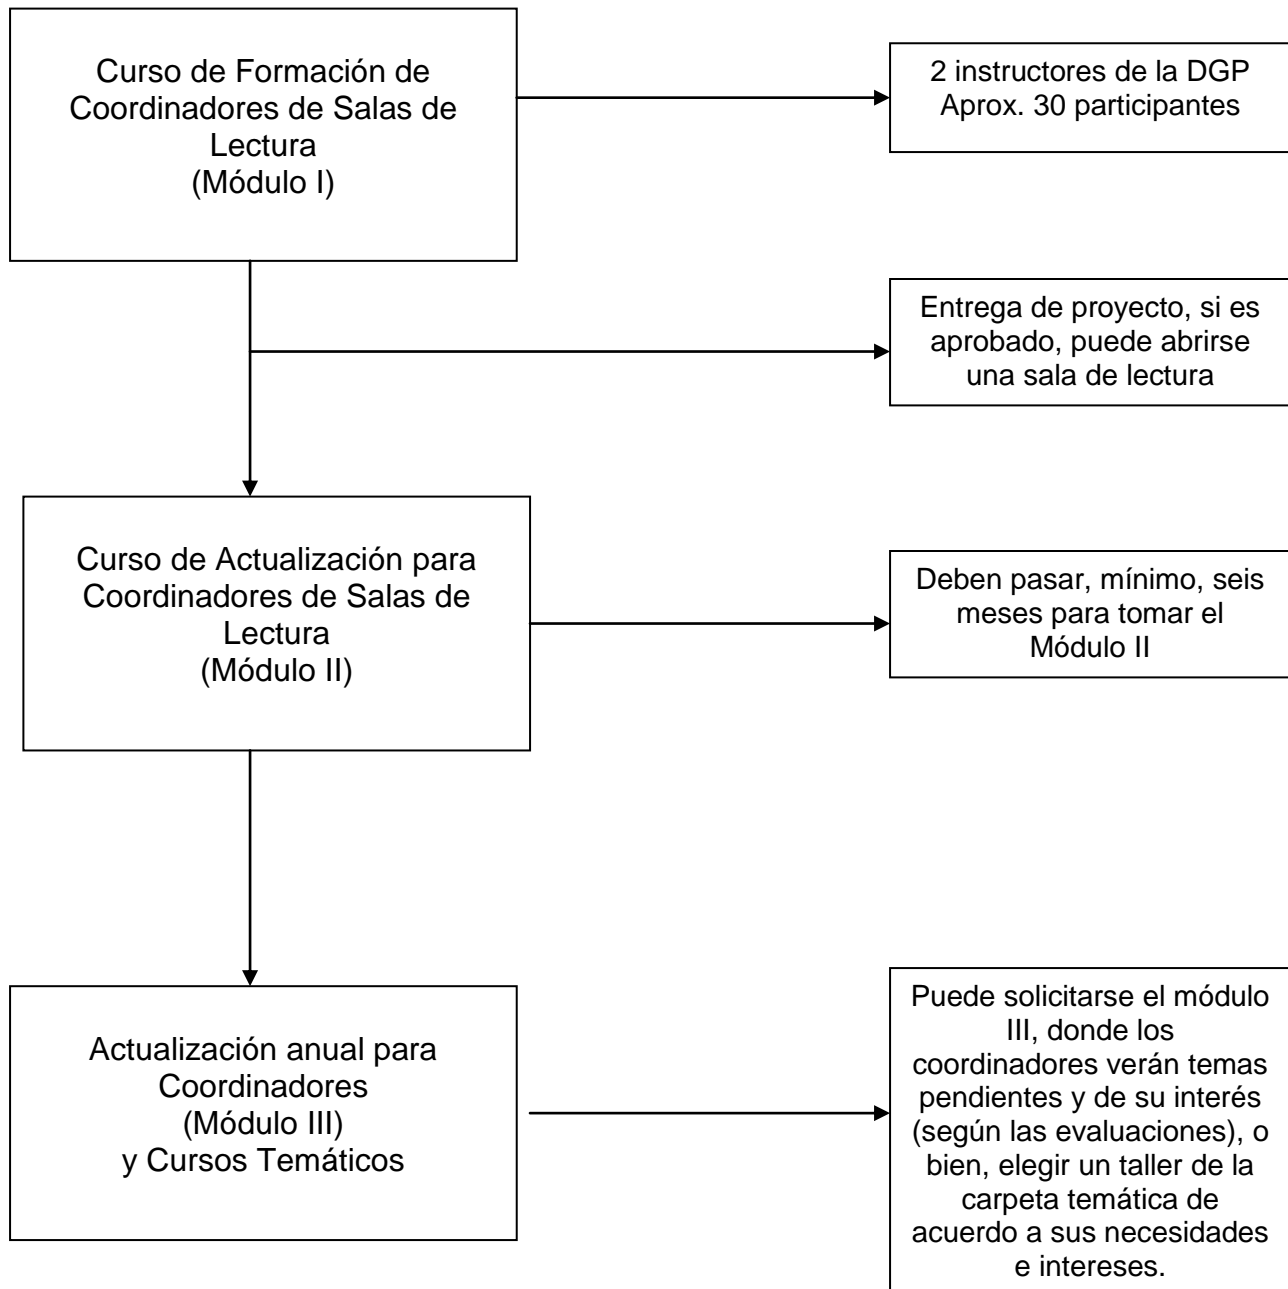 Curso de Formación de
Coordinadores de Salas de
Lectura
(Módulo I)
2 instructores de la DGP
Aprox. 30 participantes
Entrega de proyecto, si es
aprobado, puede abrirse
una sala de lectura
Curso de Actualización para
Coordinadores de Salas de
Lectura
(Módulo II)
Deben pasar, mínimo, seis
meses para tomar el
Módulo II
Actualización anual para
Coordinadores
(Módulo III)
y Cursos Temáticos
Puede solicitarse el módulo
III, donde los
coordinadores verán temas
pendientes y de su interés
(según las evaluaciones), o
bien, elegir un taller de la
carpeta temática de
acuerdo a sus necesidades
e intereses.